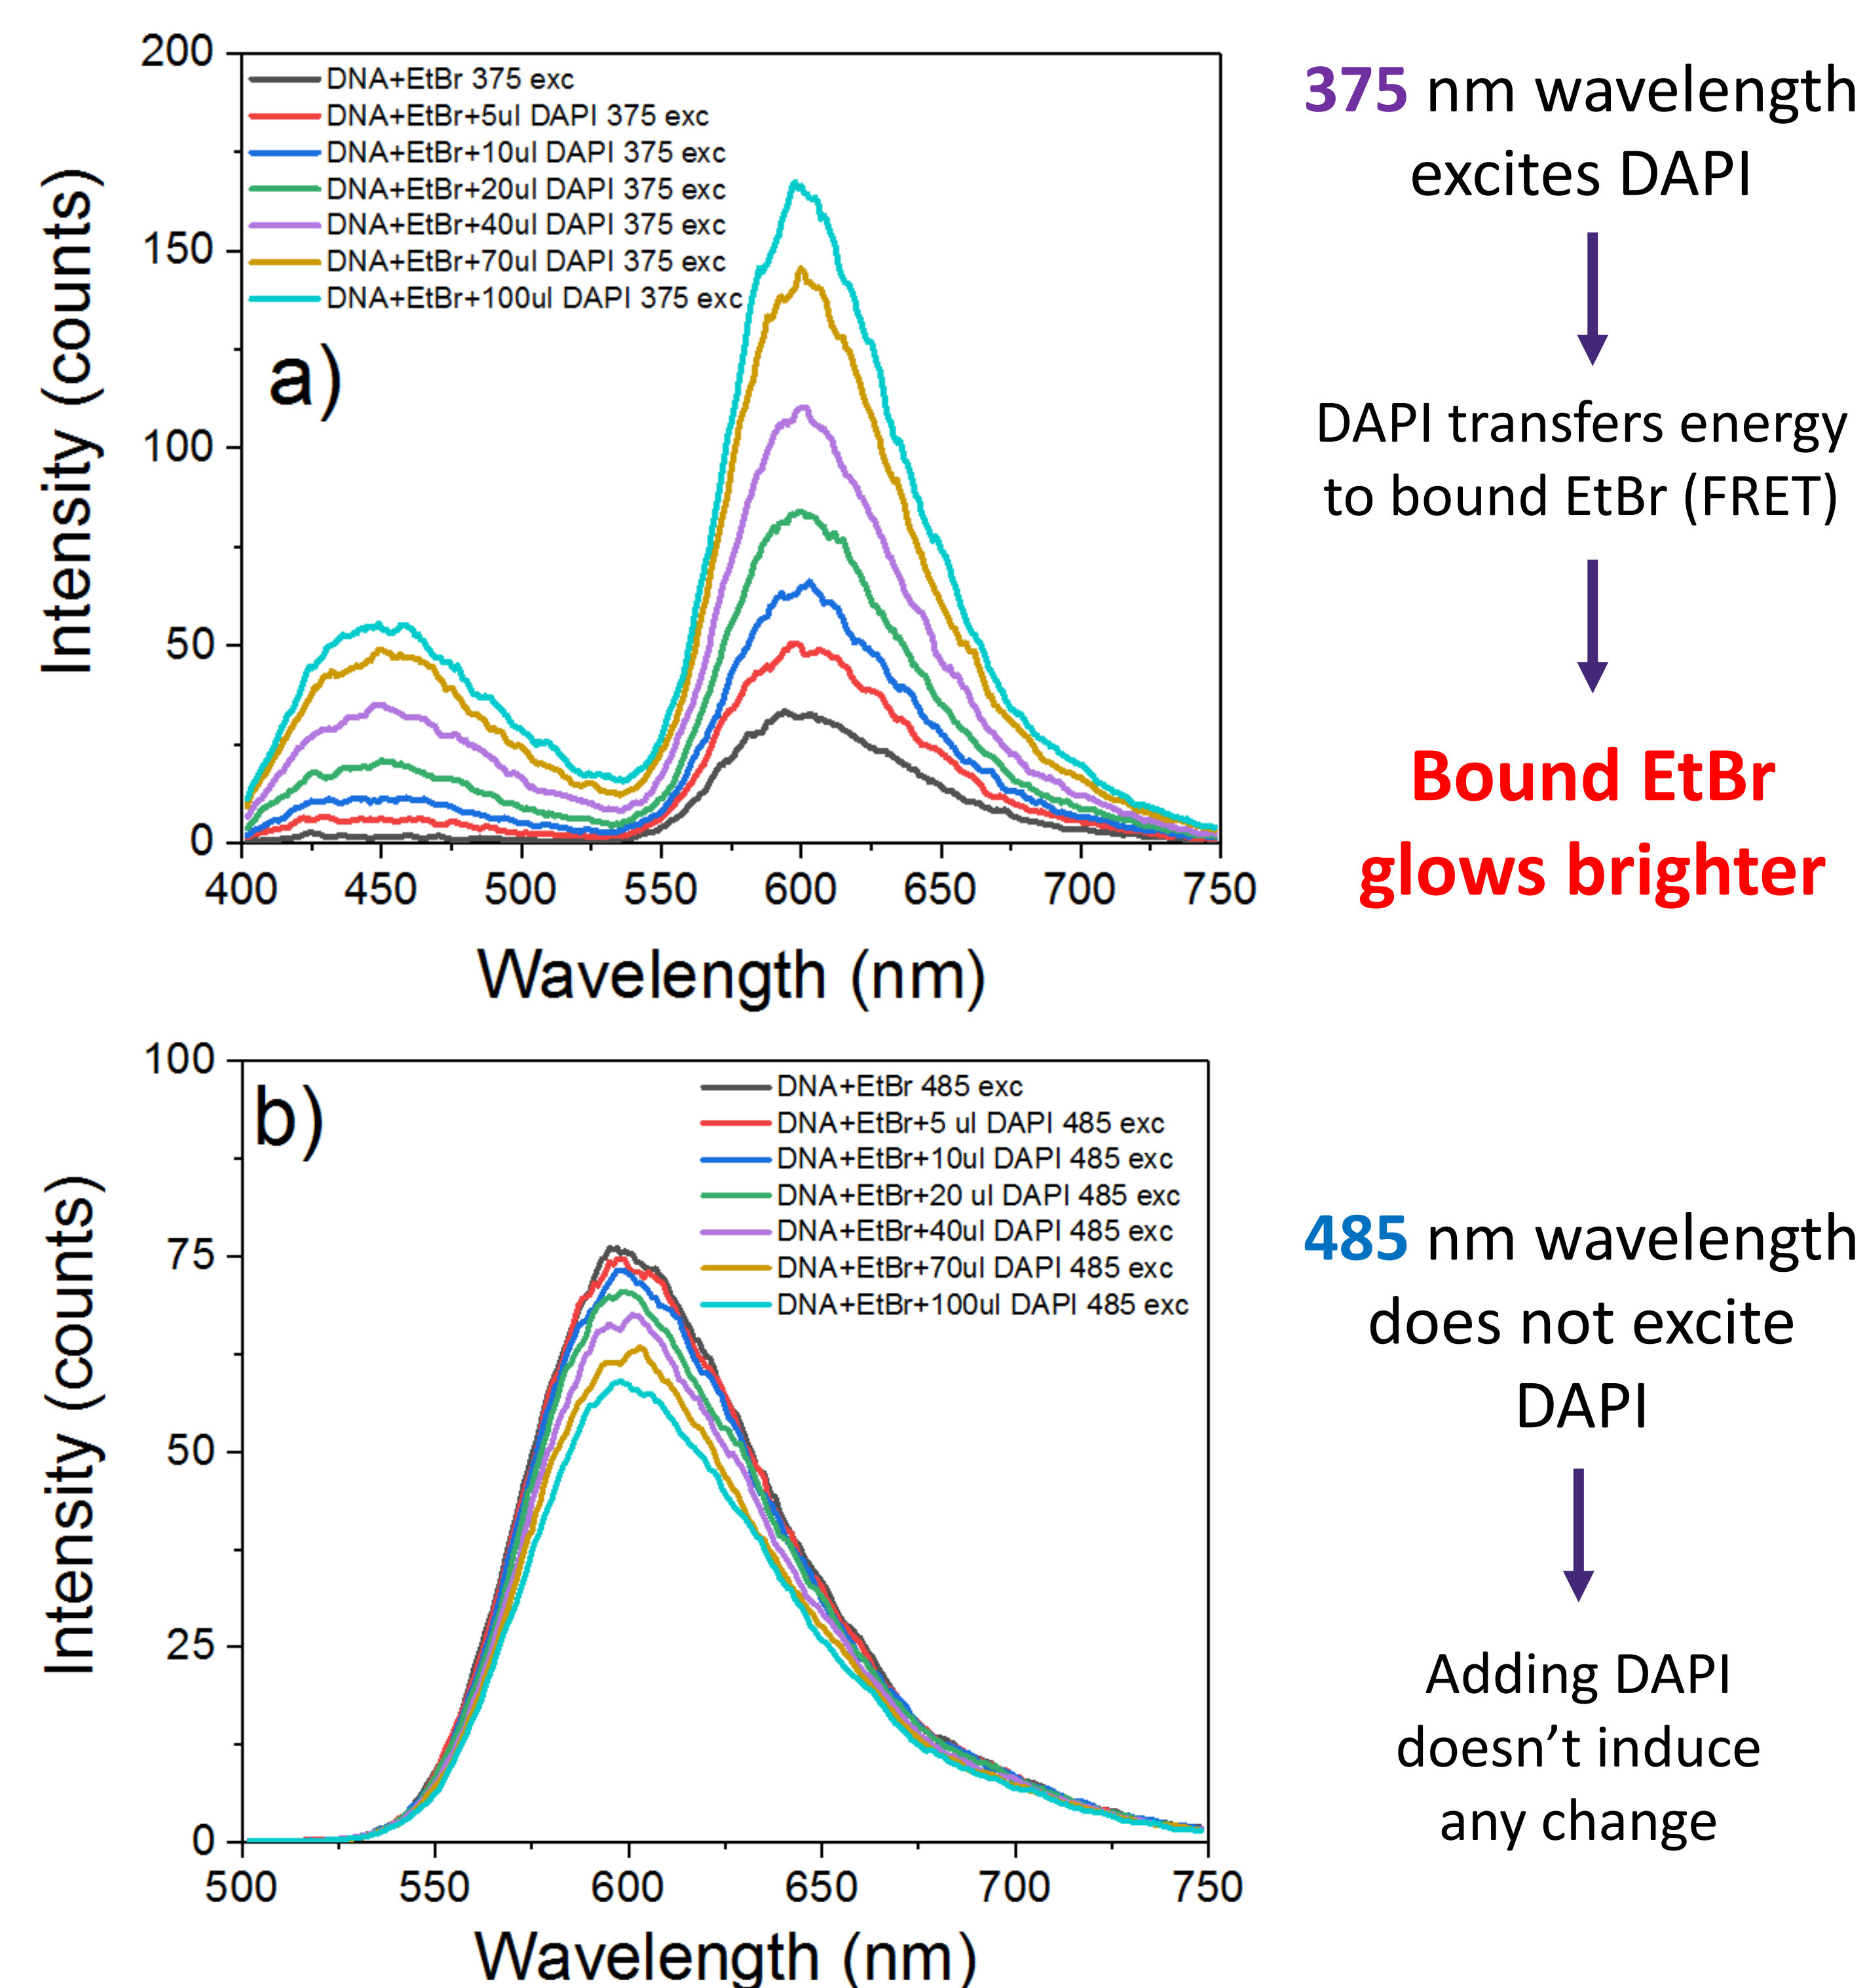 200
150
100
50
0
Intensity (counts)
DNA+EtBr 375 exc
DNA+EtBr+5ul DAPI 375 exc
DNA+EtBr+10ul DAPI 375 exc
DNA+EtBr+20ul DAPI 375 exc
DNA+EtBr+40ul DAPI 375 exc
DNA+EtBr+70ul DAPI 375 exc
DNA+EtBr+100ul DAPI 375 exc
a)
400 450 500 550 600 650 700 750
Wavelength (nm)
375 nm wavelength
excites DAPI
DAPI transfers energy
to bound EtBr (FRET)
Bound EtBr
glows brighter
100
75
50
25
0
Intensity (counts)
b)
DNA+EtBr 485 exc
DNA+EtBr+5 ul DAPI 485 exc
DNA+EtBr+10ul DAPI 485 exc
DNA+EtBr+20 ul DAPI 485 exc
DNA+EtBr+40ul DAPI 485 exc
DNA+EtBr+70ul DAPI 485 exc
DNA+EtBr+100ul DAPI 485 exc
500 550 600 650 700 750
Wavelength (nm)
485 nm wavelength
does not excite
DAPI
Adding DAPI
doesn’t induce
any change